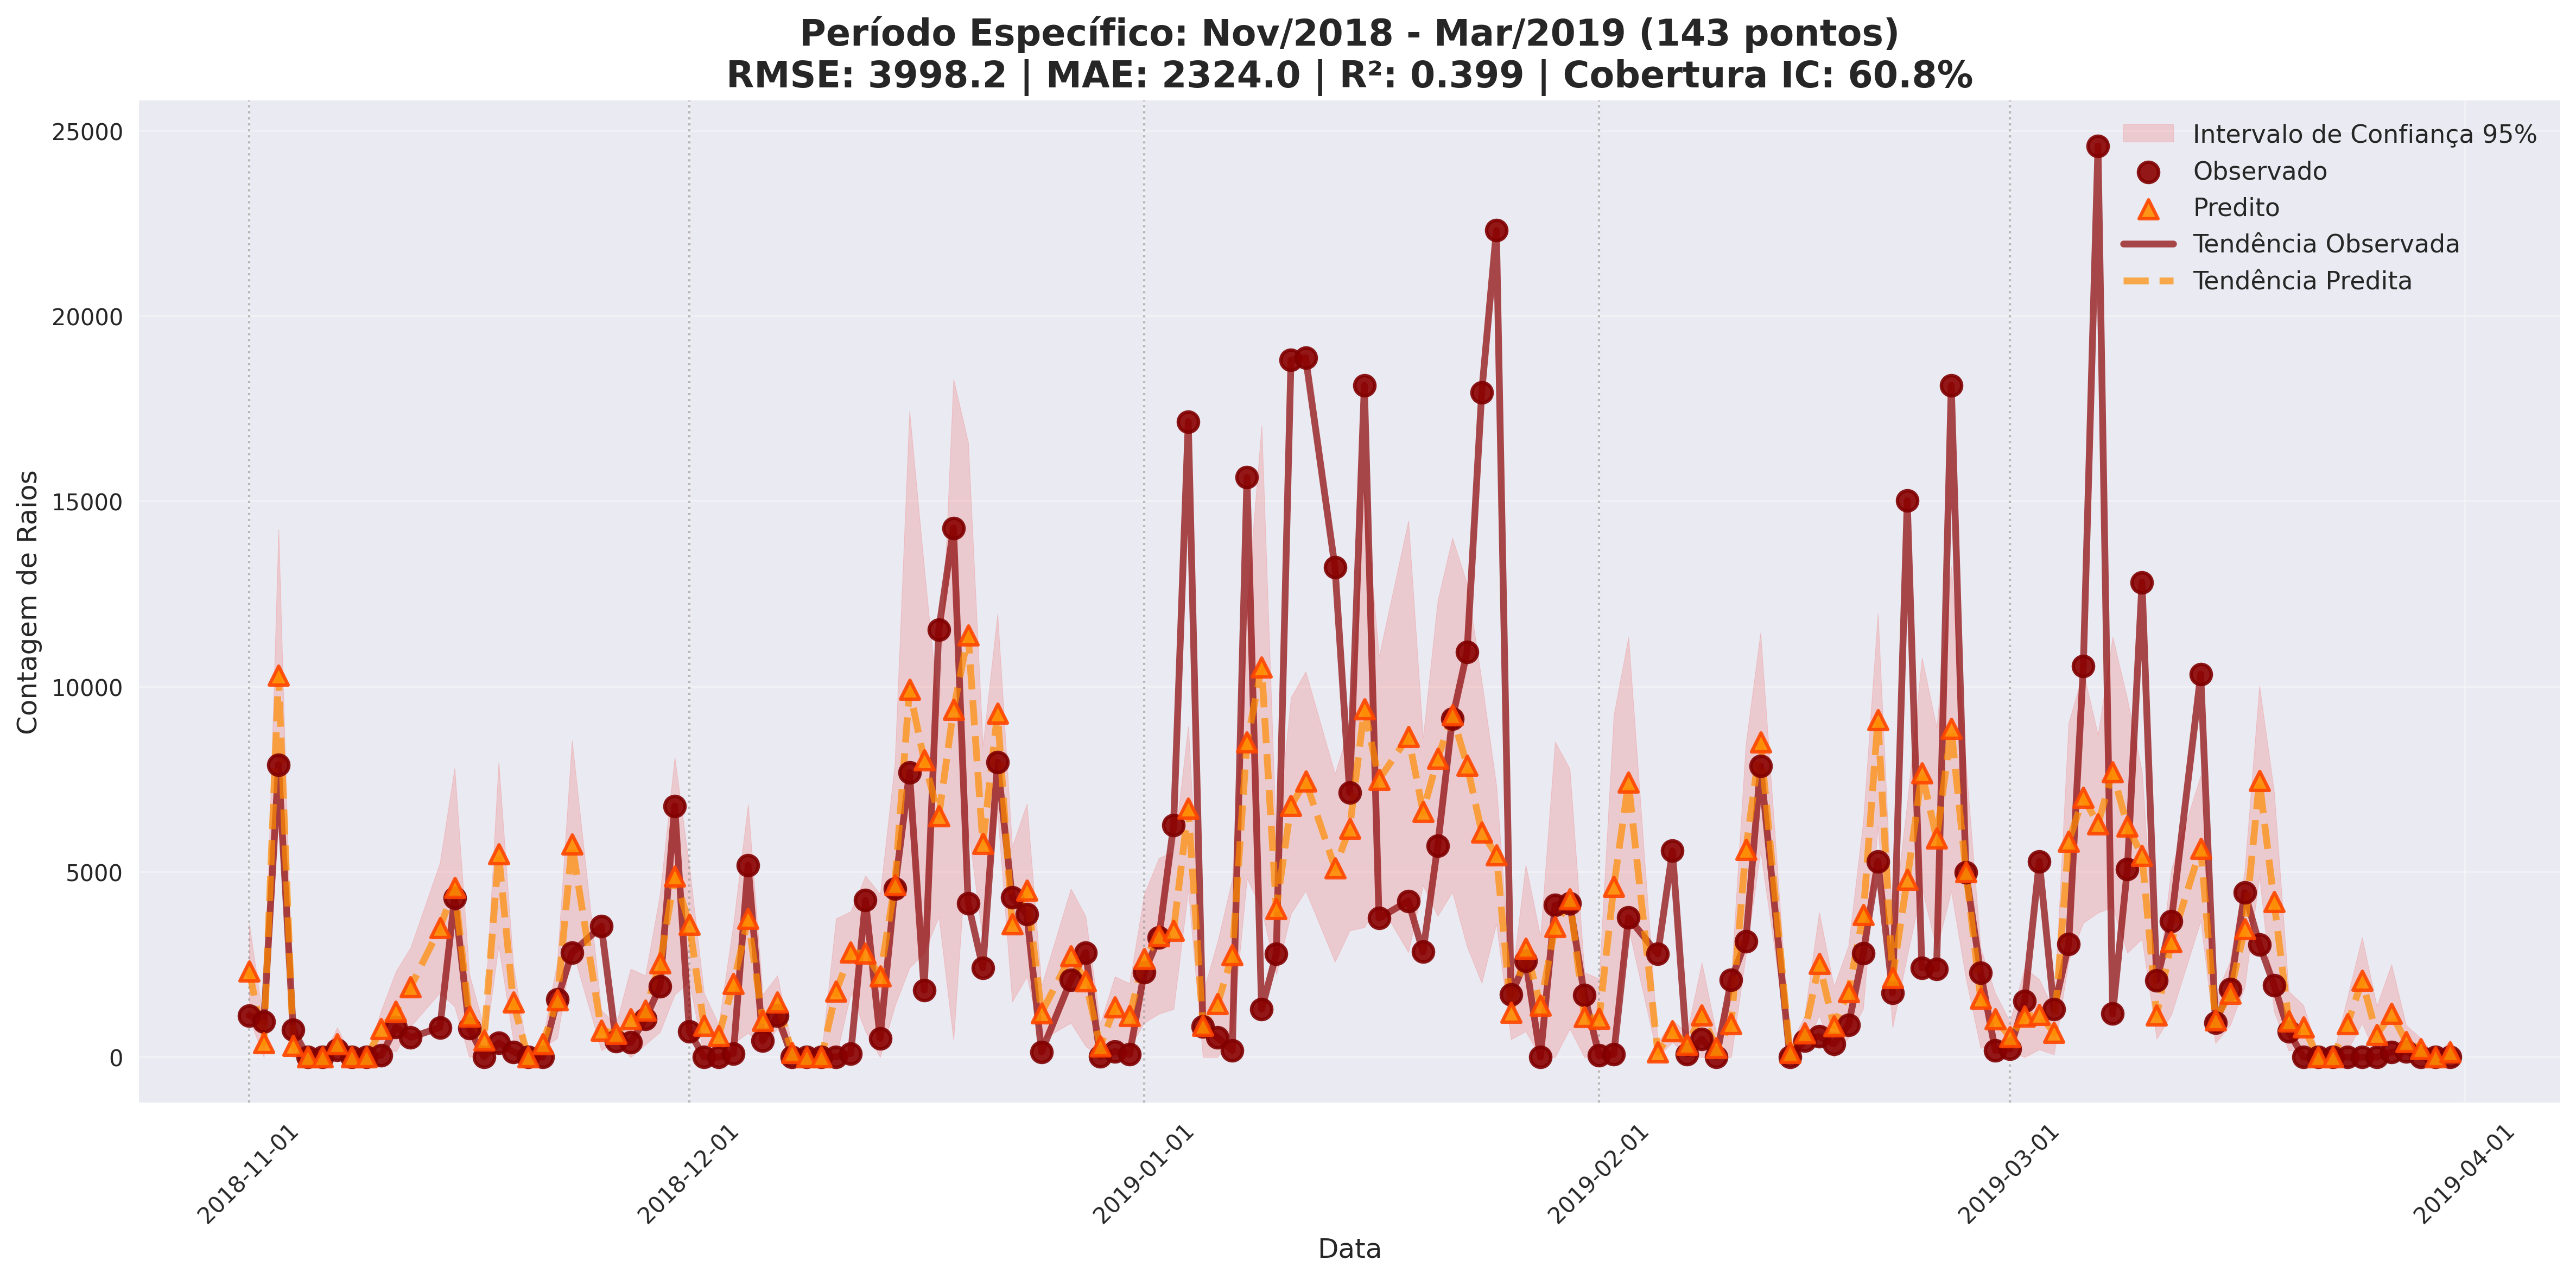 Período Específico: Nov/2018 - Mar/2019 (143 pontos)
RMSE: 3998.2 | MAE: 2324.0 | R²: 0.399 | Cobertura IC: 60.8%
Intervalo de Confiança 95%
Observado
Predito
Tendência Observada
Tendência Predita
Contagem de Raios
25000
20000
15000
10000
5000
0
2018-11-01
2018-12-01
2019-01-01
2019-02-01
2019-03-01
2019-04-01
Data